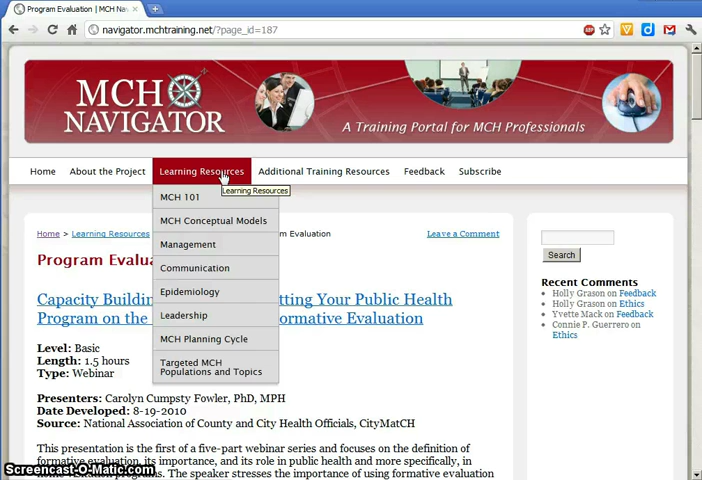 Program Evaluation | MCH Nav
navigator.mchtraining.net/?page_id=187
MCH
NAVIGATOR
A Training Portal for MCH Professionals
Home About the Project Learning Resources Additional Training Resources Feedback Subscribe
Learning Resources
MCH 101
MCH Conceptual Models
Management
Communication
Epidemiology
Leadership
MCH Planning Cycle
Targeted MCH
Populations and Topics
Home > Learning Resources am Evaluation Leave a Comment
Program Evalua
Capacity Building tting Your Public Health
Program on the ormative Evaluation
Level: Basic
Length: 1.5 hours
Type: Webinar
Presenters: Carolyn Cumpsty Fowler, PhD, MPH
Date Developed: 8-19-2010
Source: National Association of County and City Health Officials, CityMatCH
This presentation is the first of a five-part webinar series and focuses on the definition of
formative evaluation, its importance, and its role in public health and more specifically, in
programs. The speaker stresses the importance of using formative evaluation
Search
Recent Comments
Holly Grason on Feedback
Holly Grason on Ethics
Yvette Mack on Feedback
Connie P. Guerrero on
Ethics
Screencast-O-Matic.com